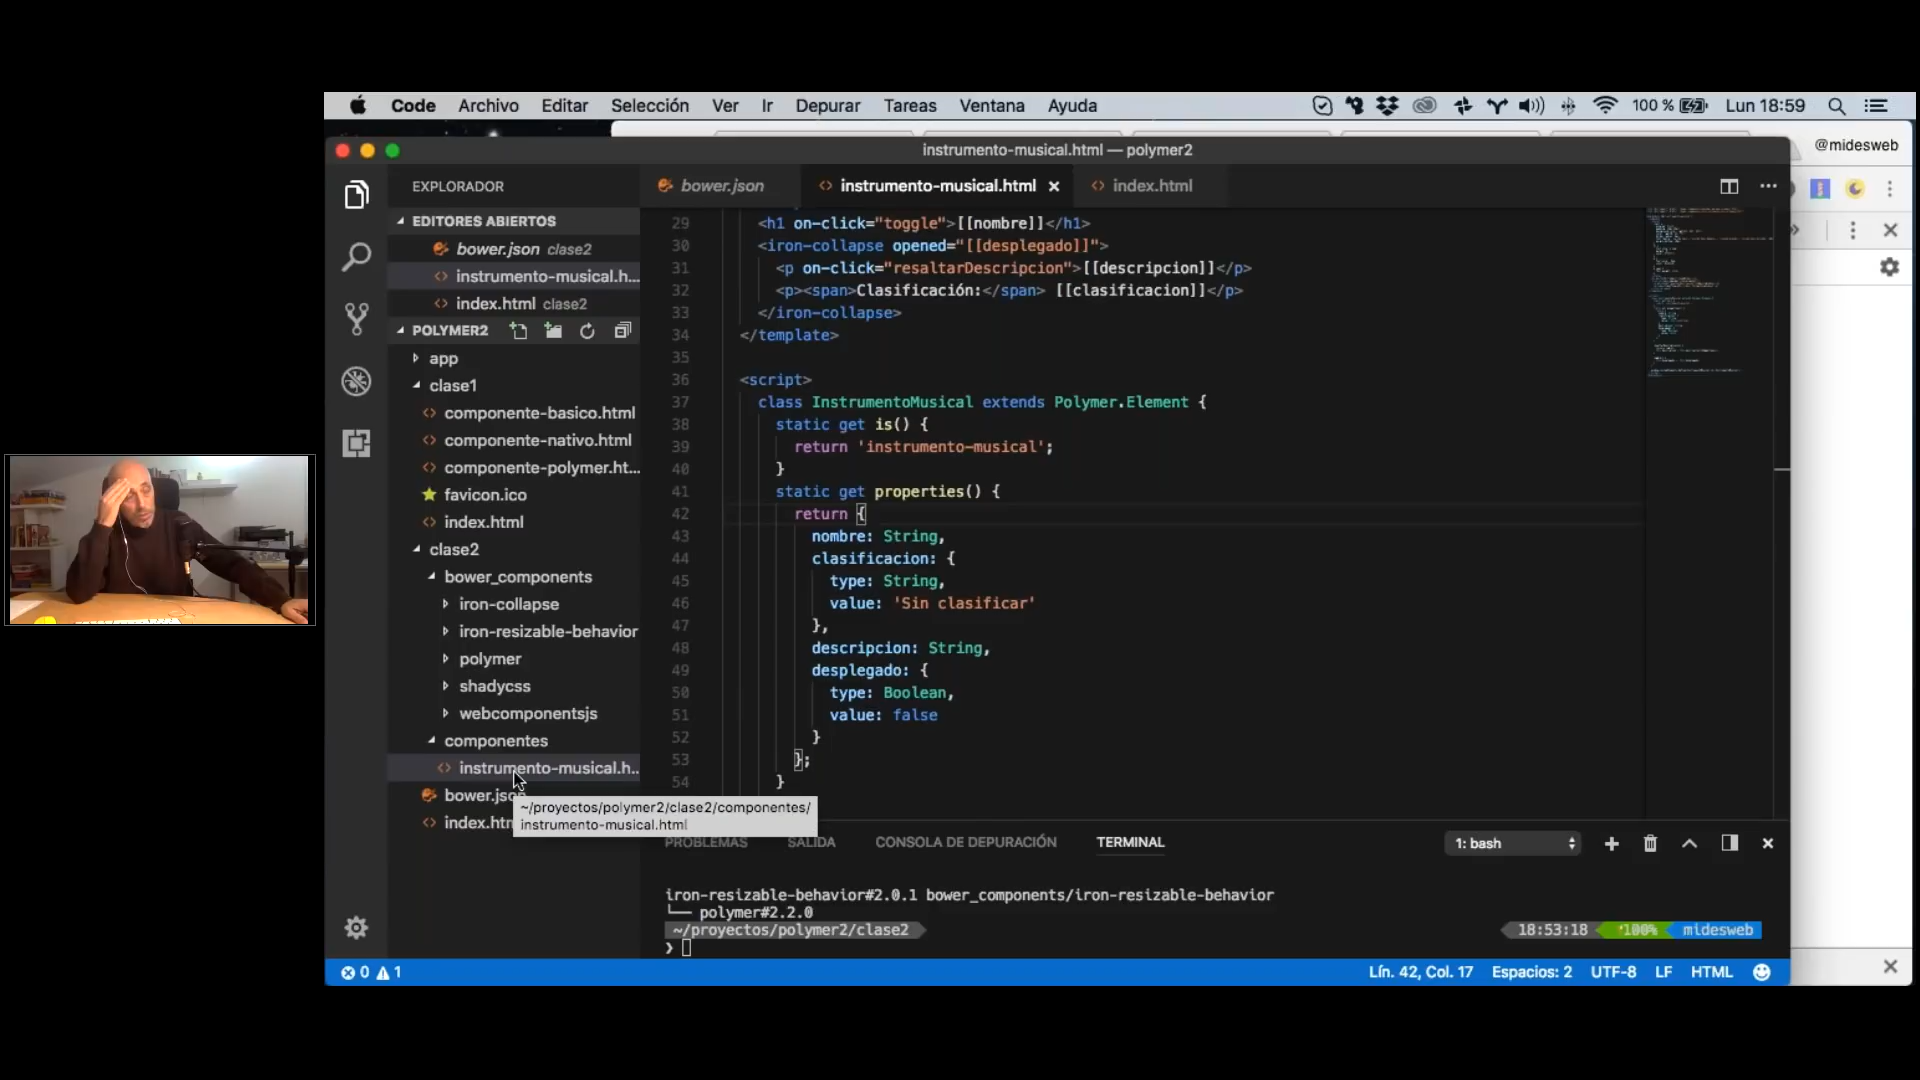 Code Archivo Editar Selección Ver Ir Depurar Tareas Ventana Ayuda 100 % Lun 18:59
@midesweb
instrumento-musical.html — polymer2
EXPLORADOR
EDITORES ABIERTOS
bower.json clase2
instrumento-musical.h...
index.html clase2
POLYMER2
app
clase1
componente-basico.html
componente-nativo.html
componente-polymer.ht...
favicon.ico
index.html
clase2
bower_components
iron-collapse
iron-resizable-behavior
polymer
shadycss
webcomponentsjs
componentes
instrumento-musical.h...
bower.jso
index.htm
~/proyectos/polymer2/clase2/componentes/
instrumento-musical.html
bower.json instrumento-musical.html × index.html
29 <h1 on-click="toggle">[[nombre]]</h1>
30 <iron-collapse opened="[[desplegado]]">
31 <p on-click="resaltarDescripcion">[[descripcion]]</p>
32 <p><span>Clasificación:</span> [[clasificacion]]</p>
33 </iron-collapse>
34 </template>
35
36 <script>
37 class InstrumentoMusical extends Polymer.Element {
38 static get is() {
39 return 'instrumento-musical';
40 }
41 static get properties() {
42 return {
43 nombre: String,
44 clasificacion: {
45 type: String,
46 value: 'Sin clasificar'
47 },
48 descripcion: String,
49 desplegado: {
50 type: Boolean,
51 value: false
52 }
53 };
54 }
PROBLEMAS SALIDA CONSOLA DE DEPURACIÓN TERMINAL 1: bash
iron-resizable-behavior#2.0.1 bower_components/iron-resizable-behavior
└── polymer#2.2.0
~/proyectos/polymer2/clase2 18:53:18 100% midesweb
❯
0 1 Lín. 42, Col. 17 Espacios: 2 UTF-8 LF HTML